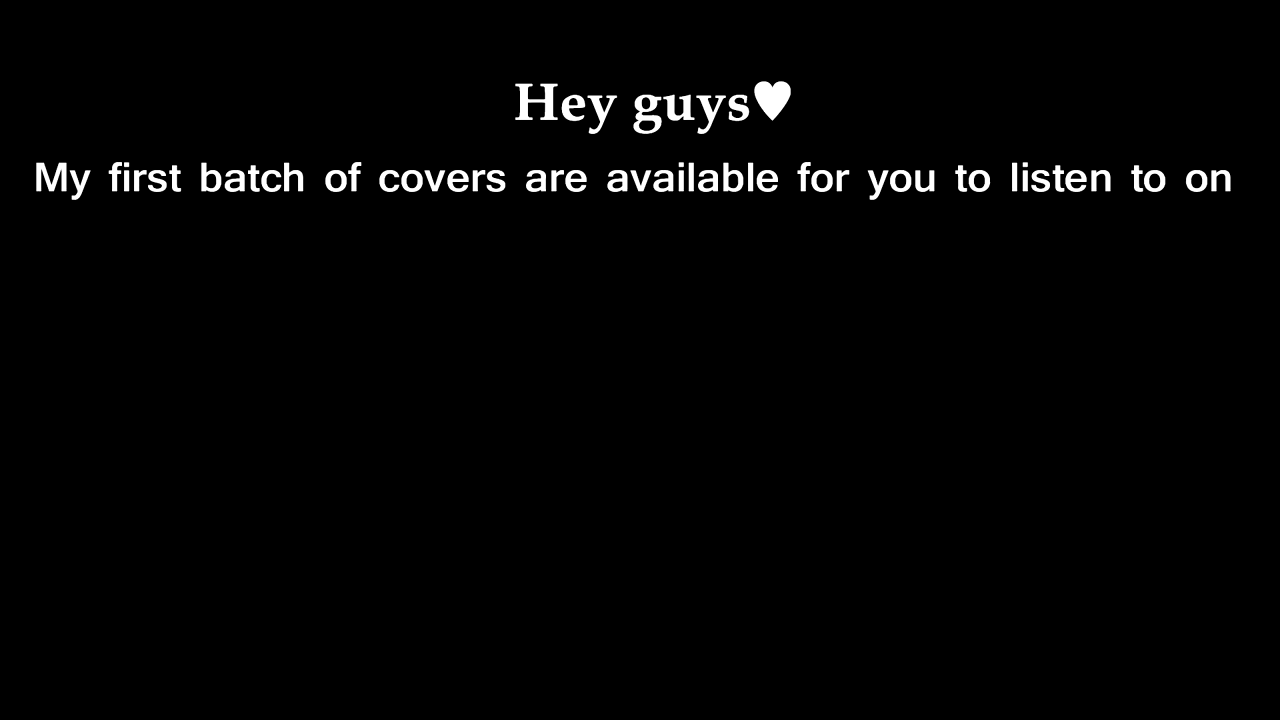 Hey guys♥
My first batch of covers are available for you to listen to on